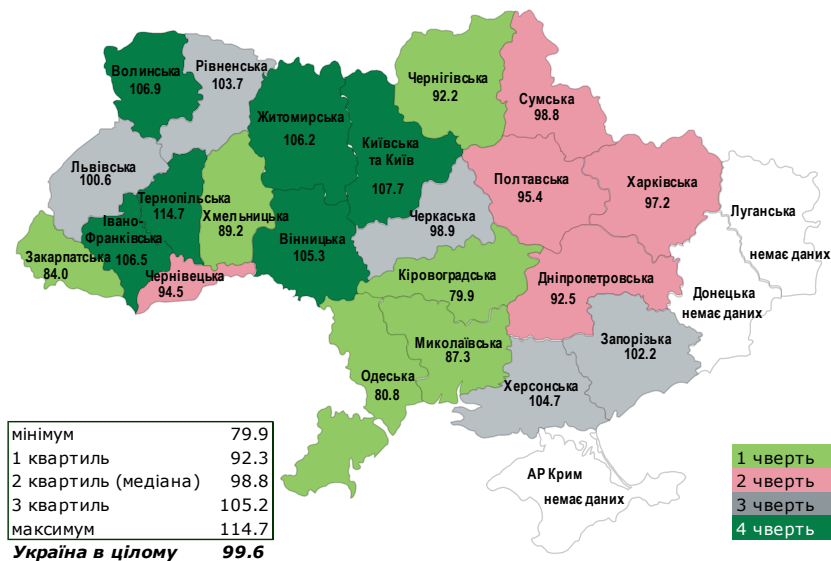 Волинська
106.9
Рівненська
103.7
Житомирська
106.2
Київська
та Київ
107.7
Чернігівська
92.2
Сумська
98.8
Львівська
100.6
Тернопільська
114.7
Хмельницька
89.2
Івано-
Франківська
106.5
Закарпатська
84.0
Чернівецька
94.5
Вінницька
105.3
Черкаська
98.9
Полтавська
95.4
Харківська
97.2
Луганська
немає даних
Донецька
немає даних
Кіровоградська
79.9
Дніпропетровська
92.5
Запорізька
102.2
Миколаївська
87.3
Одеська
80.8
Херсонська
104.7
АР Крим
немає даних
мінімум 79.9
1 квартиль 92.3
2 квартиль (медіана) 98.8
3 квартиль 105.2
максимум 114.7
Україна в цілому 99.6
1 чверть
2 чверть
3 чверть
4 чверть